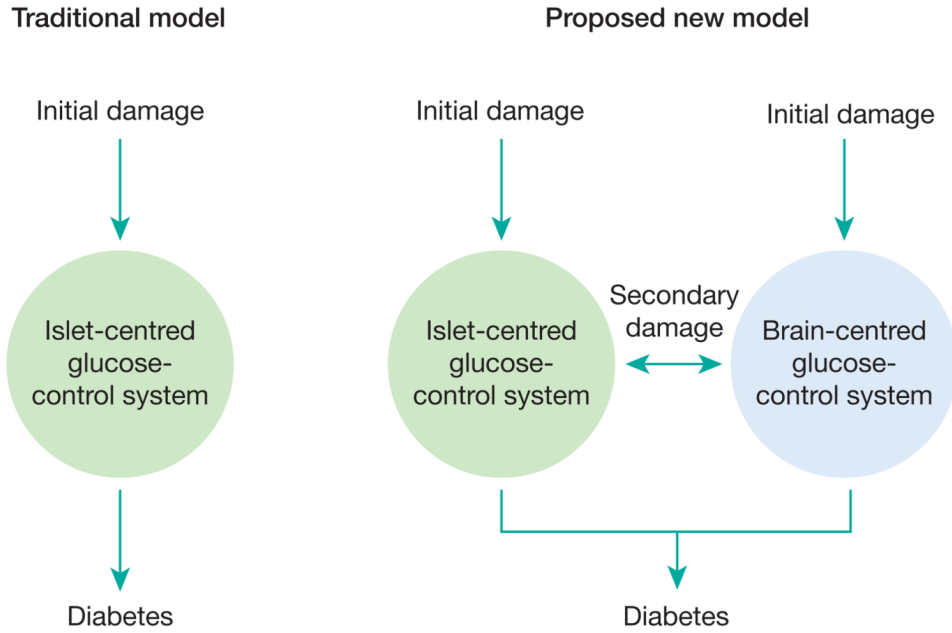 Traditional model
Proposed new model
Initial damage
Initial damage
Initial damage
Islet-centred
glucose-
control system
Islet-centred
glucose-
control system
Secondary
damage
Brain-centred
glucose-
control system
Diabetes
Diabetes